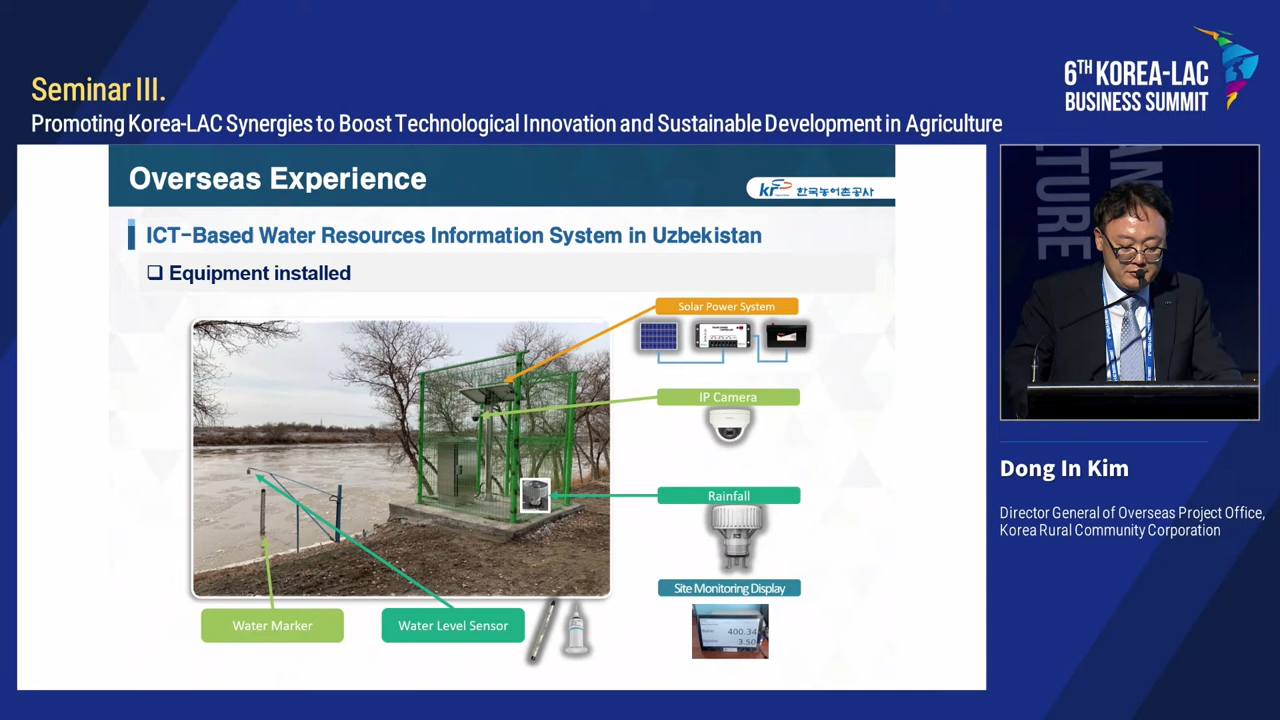 Seminar III.
Promoting Korea-LAC Synergies to Boost Technological Innovation and Sustainable Development in Agriculture
6TH KOREA-LAC
BUSINESS SUMMIT
Overseas Experience
한국농어촌공사
ICT-Based Water Resources Information System in Uzbekistan
❑ Equipment installed
Solar Power System
IP Camera
Rainfall
Site Monitoring Display
400.34
3.50
Water Marker
Water Level Sensor
TURE
AN
Dong In Kim
Director General of Overseas Project Office,
Korea Rural Community Corporation